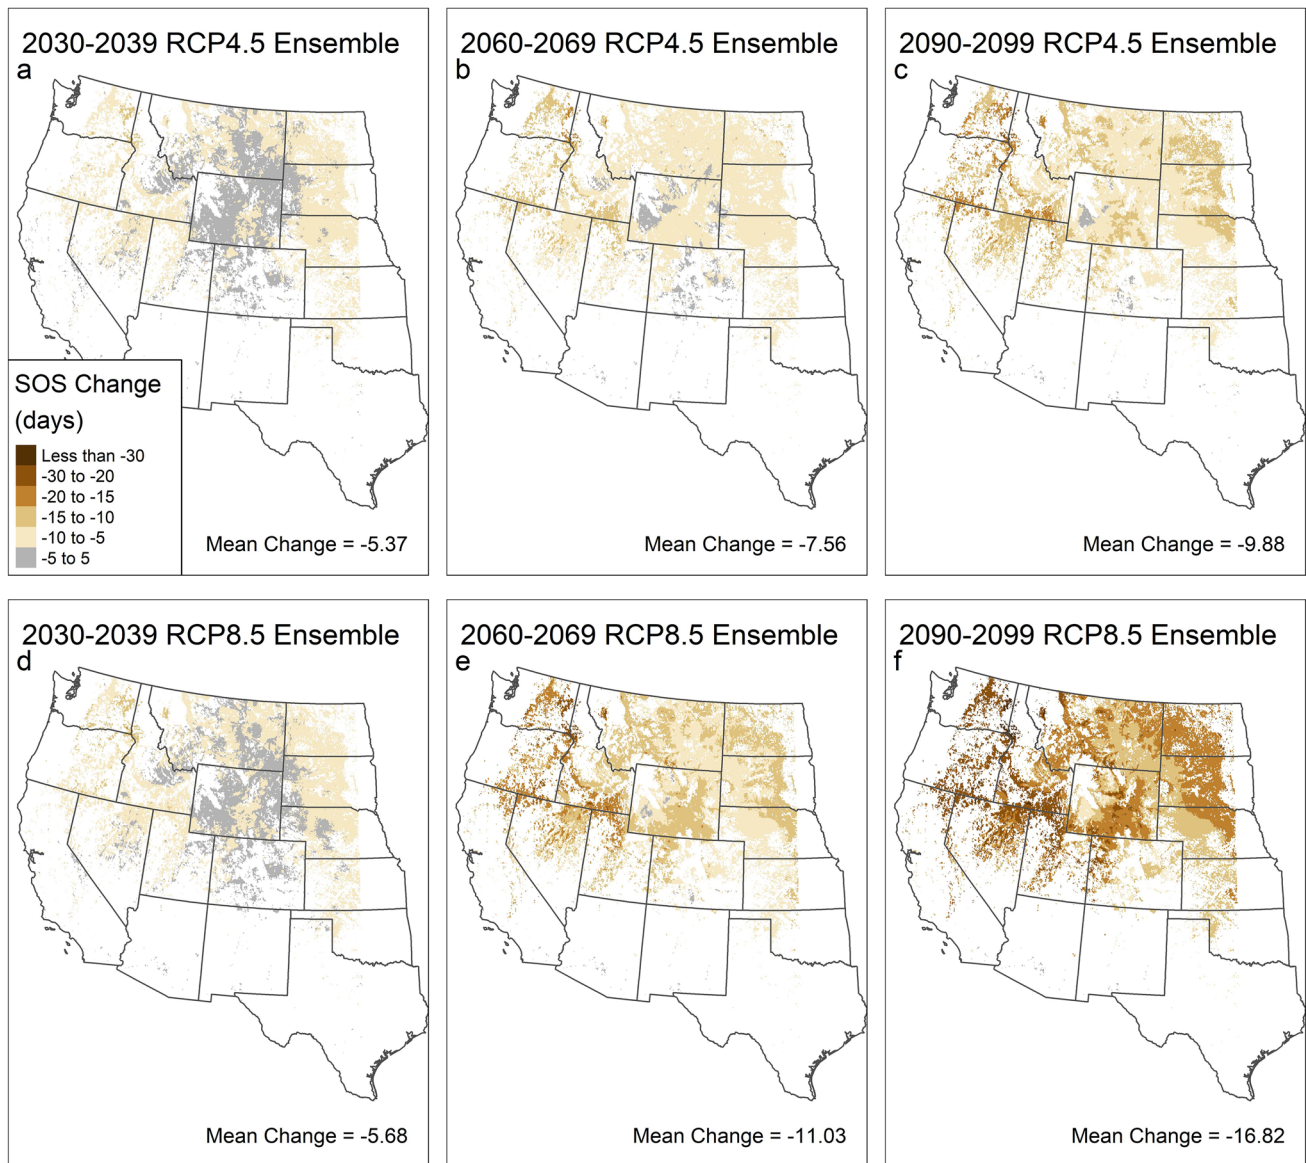 2030-2039 RCP4.5 Ensemble
a
SOS Change
(days)
Less than -30
-30 to -20
-20 to -15
-15 to -10
-10 to -5
-5 to 5
Mean Change = -5.37
2060-2069 RCP4.5 Ensemble
b
Mean Change = -7.56
2090-2099 RCP4.5 Ensemble
c
Mean Change = -9.88
2030-2039 RCP8.5 Ensemble
d
Mean Change = -5.68
2060-2069 RCP8.5 Ensemble
e
Mean Change = -11.03
2090-2099 RCP8.5 Ensemble
f
Mean Change = -16.82